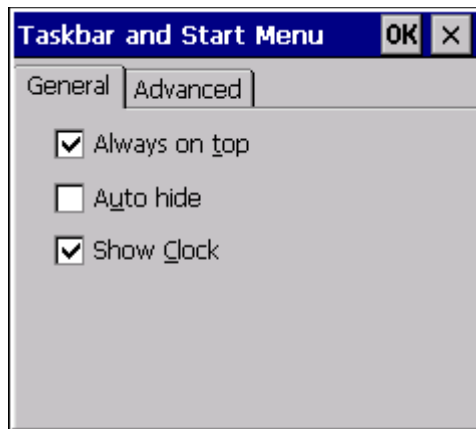 Taskbar and Start Menu OK ×
General Advanced
Always on top
Auto hide
Show Clock